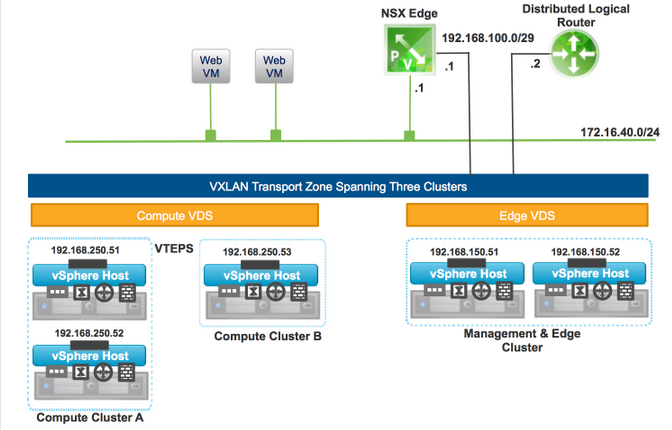 NSX Edge
Distributed Logical
Router
192.168.100.0/29
Web
VM
Web
VM
P
V
.1
.2
.1
172.16.40.0/24
VXLAN Transport Zone Spanning Three Clusters
Compute VDS
Edge VDS
192.168.250.51
VTEPS
192.168.250.53
192.168.150.51
192.168.150.52
vSphere Host
vSphere Host
vSphere Host
vSphere Host
192.168.250.52
Compute Cluster B
Management & Edge
Cluster
vSphere Host
Compute Cluster A